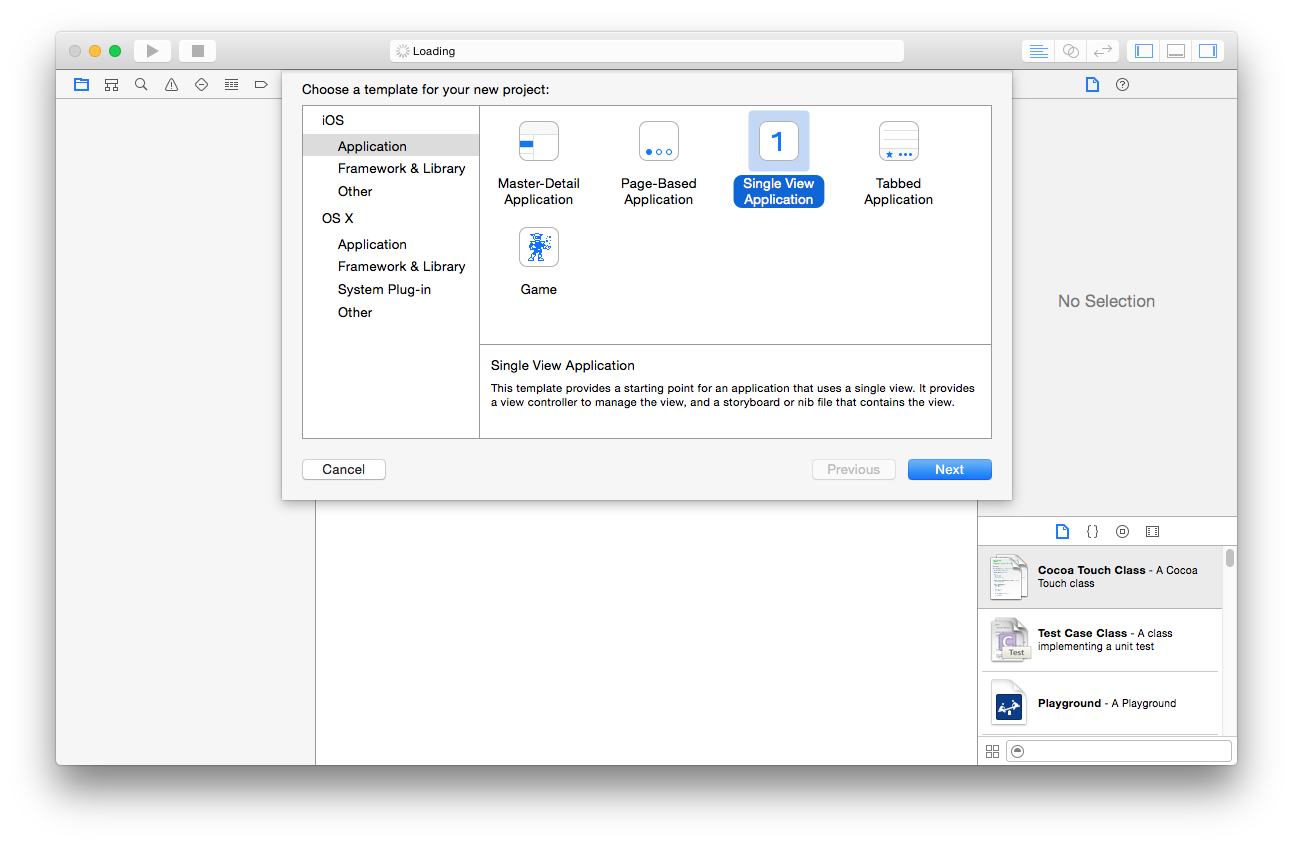 Loading
Choose a template for your new project:
iOS
Application
Framework & Library
Other
OS X
Application
Framework & Library
System Plug-in
Other
Master-Detail
Application
Page-Based
Application
1
Single View
Application
Tabbed
Application
Game
Single View Application
This template provides a starting point for an application that uses a single view. It provides
a view controller to manage the view, and a storyboard or nib file that contains the view.
Cancel
Previous
Next
No Selection
{}
Cocoa Touch Class - A Cocoa
Touch class
C
Test
Test Case Class - A class
implementing a unit test
Playground - A Playground